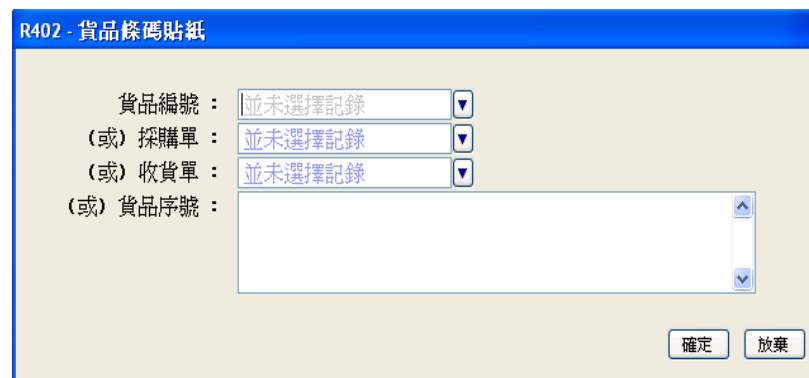 R402 - 貨品條碼貼紙
貨品編號 : 並未選擇記錄
(或) 採購單 : 並未選擇記錄
(或) 收貨單 : 並未選擇記錄
(或) 貨品序號 :
確定 放棄